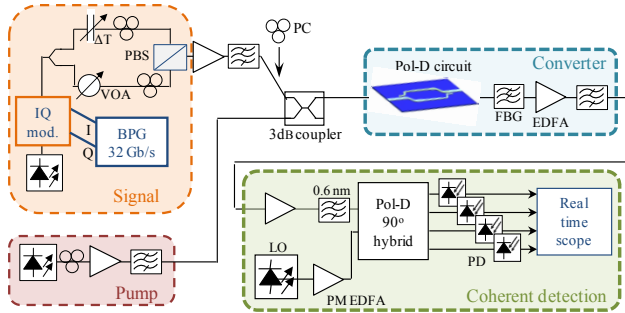 ΔT
PBS
VOA
IQ
mod.
I
Q
BPG
32 Gb/s
Signal
PC
3dB coupler
Pol-D circuit
Converter
FBG
EDFA
Pump
0.6 nm
LO
PM EDFA
Pol-D
90º
hybrid
PD
Real
time
scope
Coherent detection